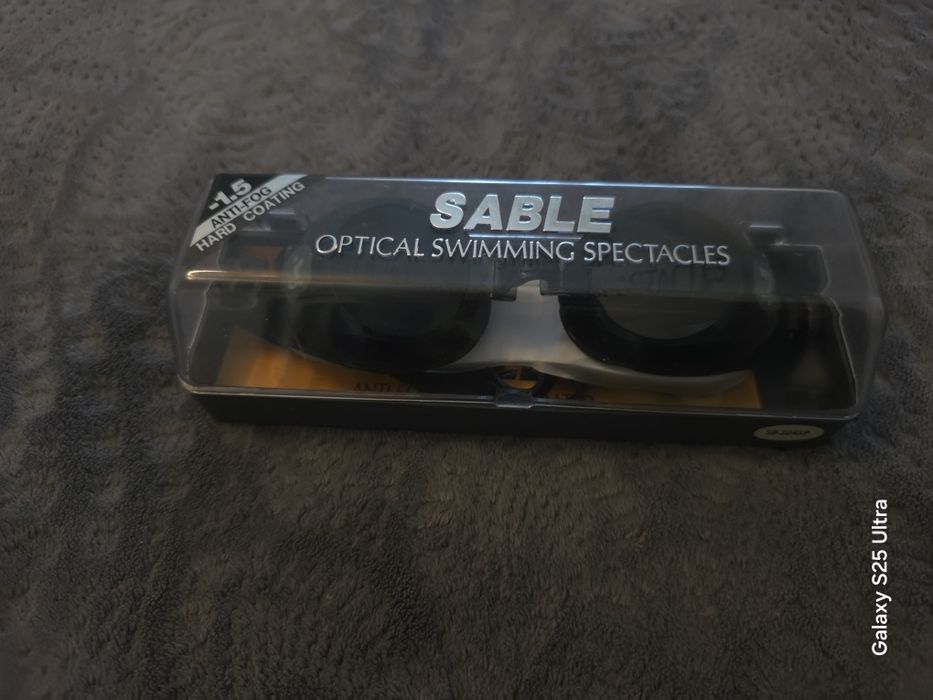 -1.5
ANTI-FOG
HARD COATING
SABLE
OPTICAL SWIMMING SPECTACLES
Galaxy S25 Ultra